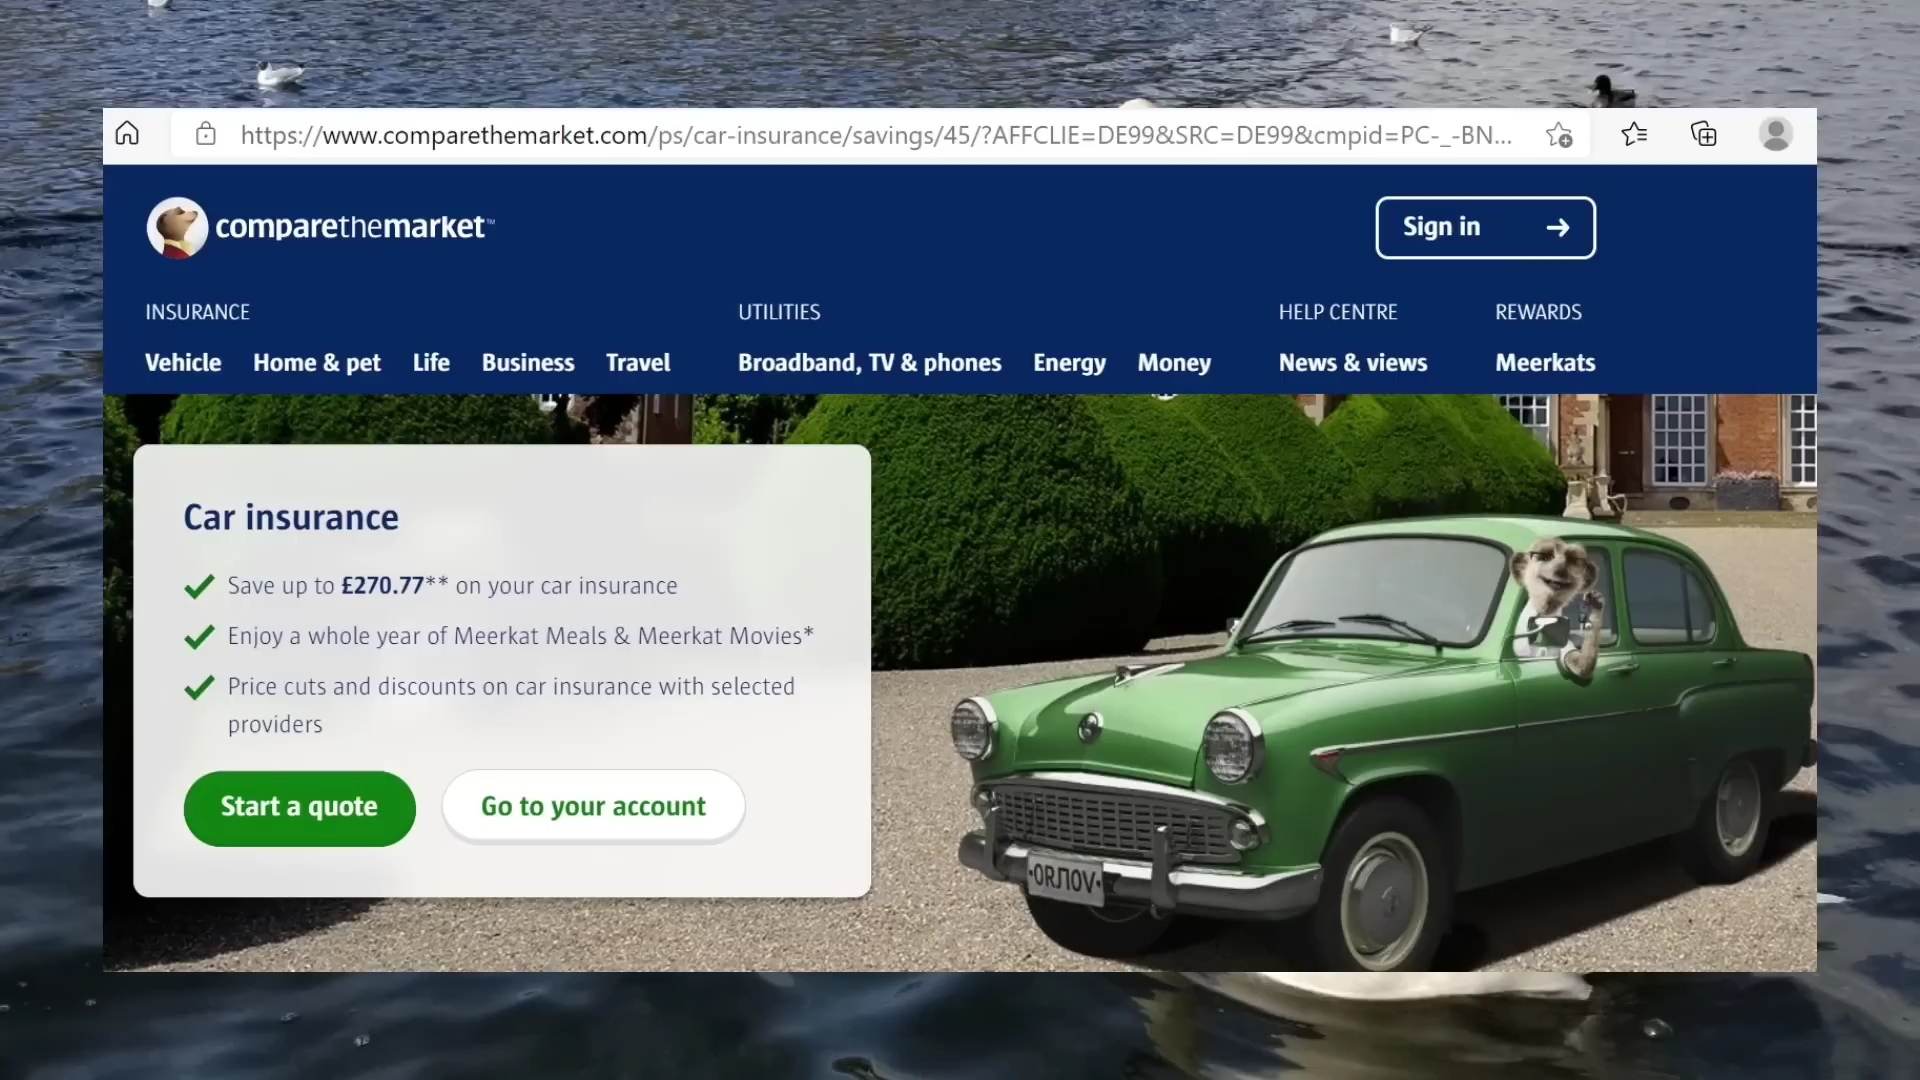 https://www.comparethemarket.com/ps/car-insurance/savings/45/?AFFCLIE=DE99&SRC=DE99&cmpid=PC-_-BN...
comparethemarket™
Sign in
INSURANCE
UTILITIES
HELP CENTRE
REWARDS
Vehicle Home & pet Life Business Travel
Broadband, TV & phones Energy Money
News & views
Meerkats
Car insurance
Save up to £270.77** on your car insurance
Enjoy a whole year of Meerkat Meals & Meerkat Movies*
Price cuts and discounts on car insurance with selected
providers
Start a quote
Go to your account
·ORЛOV·